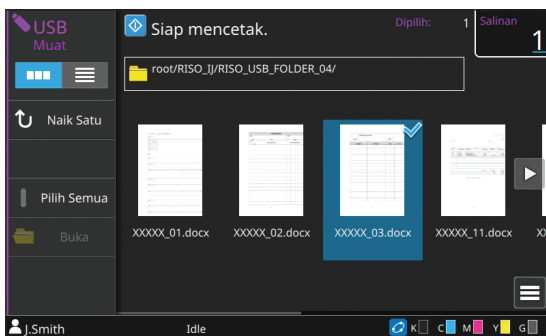 USB
Muat
Siap mencetak.
Dipilih: 1
Salinan
1
root/RISO_IJ/RISO_USB_FOLDER_04/
Naik Satu
Pilih Semua
Buka
XXXXX_01.docx
XXXXX_02.docx
XXXXX_03.docx
XXXXX_11.docx
J.Smith
Idle
K C M Y G